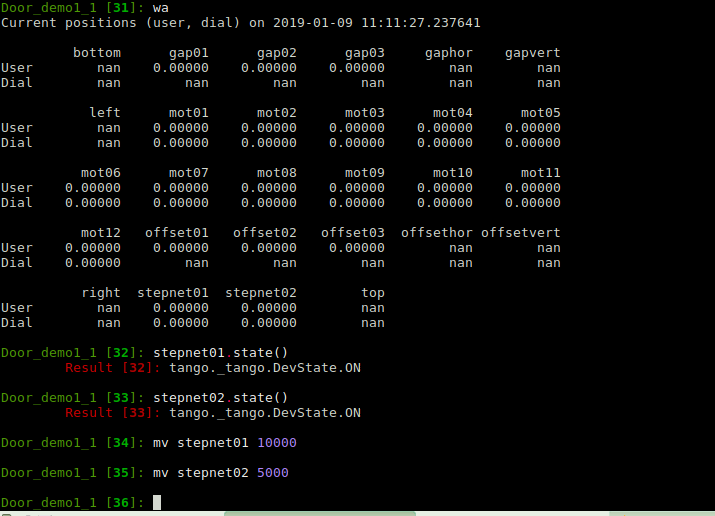 Door_demo1_1 [31]: wa
Current positions (user, dial) on 2019-01-09 11:11:27.237641
bottom gap01 gap02 gap03 gaphor gapvert
User nan 0.00000 0.00000 0.00000 nan nan
Dial nan nan nan nan nan nan
left mot01 mot02 mot03 mot04 mot05
User nan 0.00000 0.00000 0.00000 0.00000 0.00000
Dial nan 0.00000 0.00000 0.00000 0.00000 0.00000
mot06 mot07 mot08 mot09 mot10 mot11
User 0.00000 0.00000 0.00000 0.00000 0.00000 0.00000
Dial 0.00000 0.00000 0.00000 0.00000 0.00000 0.00000
mot12 offset01 offset02 offset03 offsethor offsetvert
User 0.00000 0.00000 0.00000 0.00000 nan nan
Dial 0.00000 nan nan nan nan nan
right stepnet01 stepnet02 top
User nan 0.00000 0.00000 nan
Dial nan 0.00000 0.00000 nan
Door_demo1_1 [32]: stepnet01.state()
Result [32]: tango._tango.DevState.ON
Door_demo1_1 [33]: stepnet02.state()
Result [33]: tango._tango.DevState.ON
Door_demo1_1 [34]: mv stepnet01 10000
Door_demo1_1 [35]: mv stepnet02 5000
Door_demo1_1 [36]: